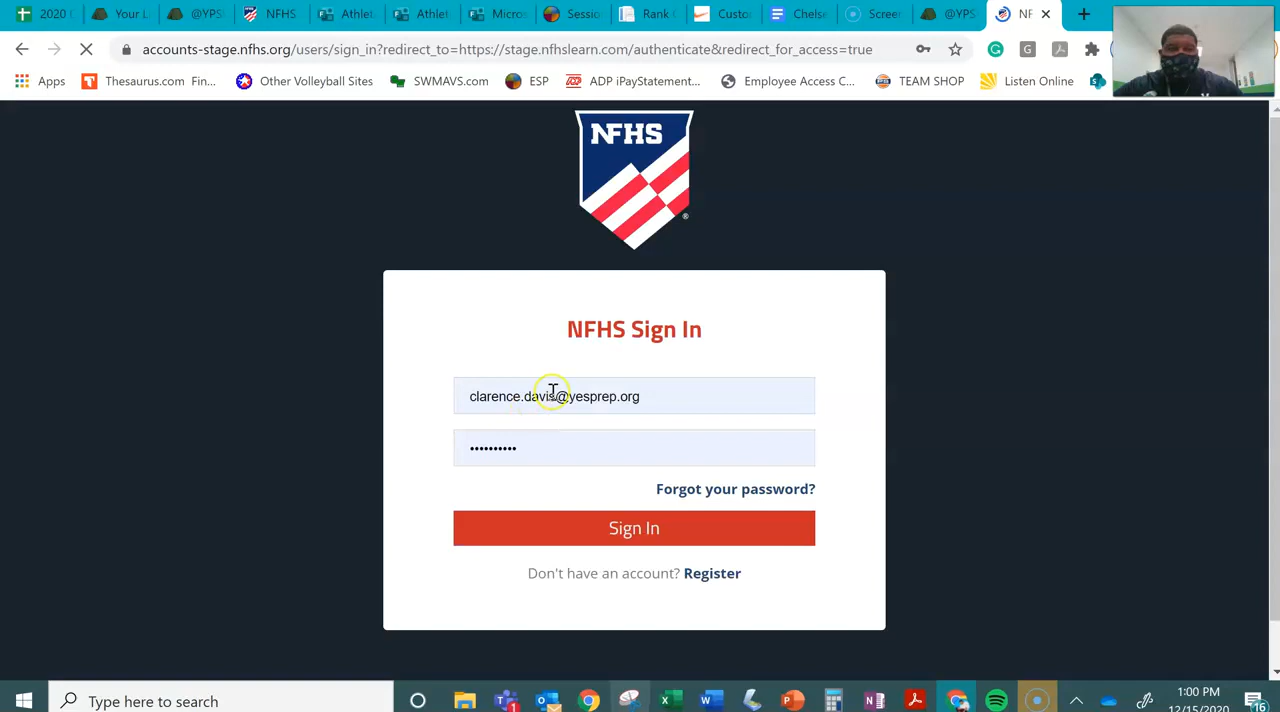 2020
Your L
@YPS
NFHS
Athlet
Athlet
Micros
Sessio
Rank
Custo
Chelse
Scree
@YPS
NF
accounts-stage.nfhs.org/users/sign_in?redirect_to=https://stage.nfhslearn.com/authenticate&redirect_for_access=true
Apps
Thesaurus.com Fin...
Other Volleyball Sites
SWMAVS.com
ESP
ADP iPayStatement...
Employee Access C...
TEAM SHOP
Listen Online
NFHS
NFHS Sign In
clarence.davis@yesprep.org
••••••••••
Forgot your password?
Sign In
Don't have an account? Register
Type here to search
1:00 PM
12/15/2020